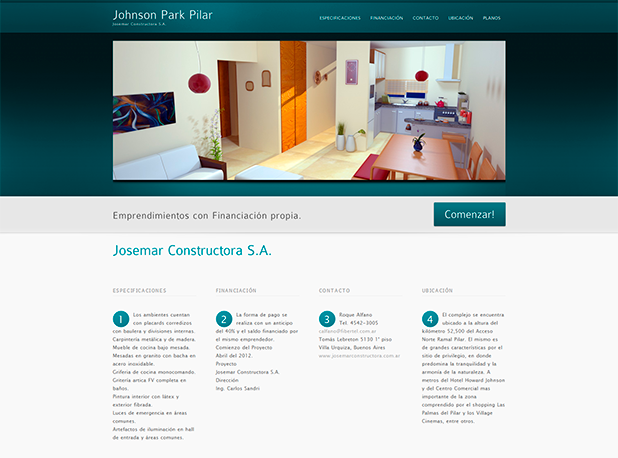 Johnson Park Pilar
Josemar Constructora S.A.
ESPECIFICACIONES FINANCIACIÓN CONTACTO UBICACIÓN PLANOS
Emprendimientos con Financiación propia.
Comenzar!
Josemar Constructora S.A.
ESPECIFICACIONES
1 Los ambientes cuentan
con placards corredizos
con baulera y divisiones internas.
Carpintería metálica y de madera.
Mueble de cocina bajo mesada.
Mesadas en granito con bacha en
acero inoxidable.
Grifería de cocina monocomando.
Gritoria artica FV completa en
baños.
Pintura interior con látex y
exterior fibrada.
Luces de emergencia en áreas
comunes.
Artefactos de iluminación en hall
de entrada y áreas comunes.
FINANCIACIÓN
2 La forma de pago se
realiza con un anticipo
del 40% y el saldo financiado por
el mismo emprendedor.
Comienzo del Proyecto
Abril del 2012.
Proyecto
Josemar Constructora S.A.
Dirección
Ing. Carlos Sandri
CONTACTO
3 Roque Alfano
Tel. 4542-3005
calfano@fibertel.com.ar
Tomás Lebreton 5130 1° piso
Villa Urquiza, Buenos Aires
www.josemarconstructora.com.ar
UBICACIÓN
4 El complejo se encuentra
ubicado a la altura del
kilómetro 52,500 del Acceso
Norte Ramal Pilar. El mismo es
de grandes características por el
sitio de privilegio, en donde
predomina la tranquilidad y la
armonía de la naturaleza. A
metros del Hotel Howard Johnson
y del Centro Comercial mas
importante de la zona
comprendido por el chopping Las
Palmas del Pilar y los Village
Cinemas, entre otros.